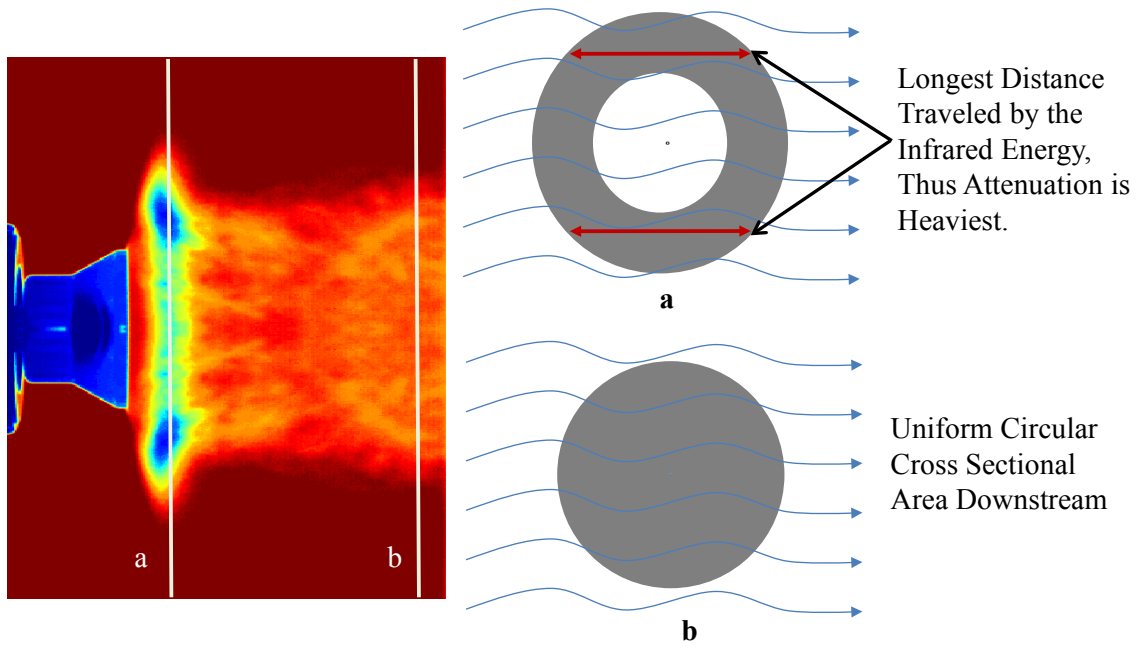 Longest Distance
Traveled by the
Infrared Energy,
Thus Attenuation is
Heaviest.
a
a
b
Uniform Circular
Cross Sectional
Area Downstream
b